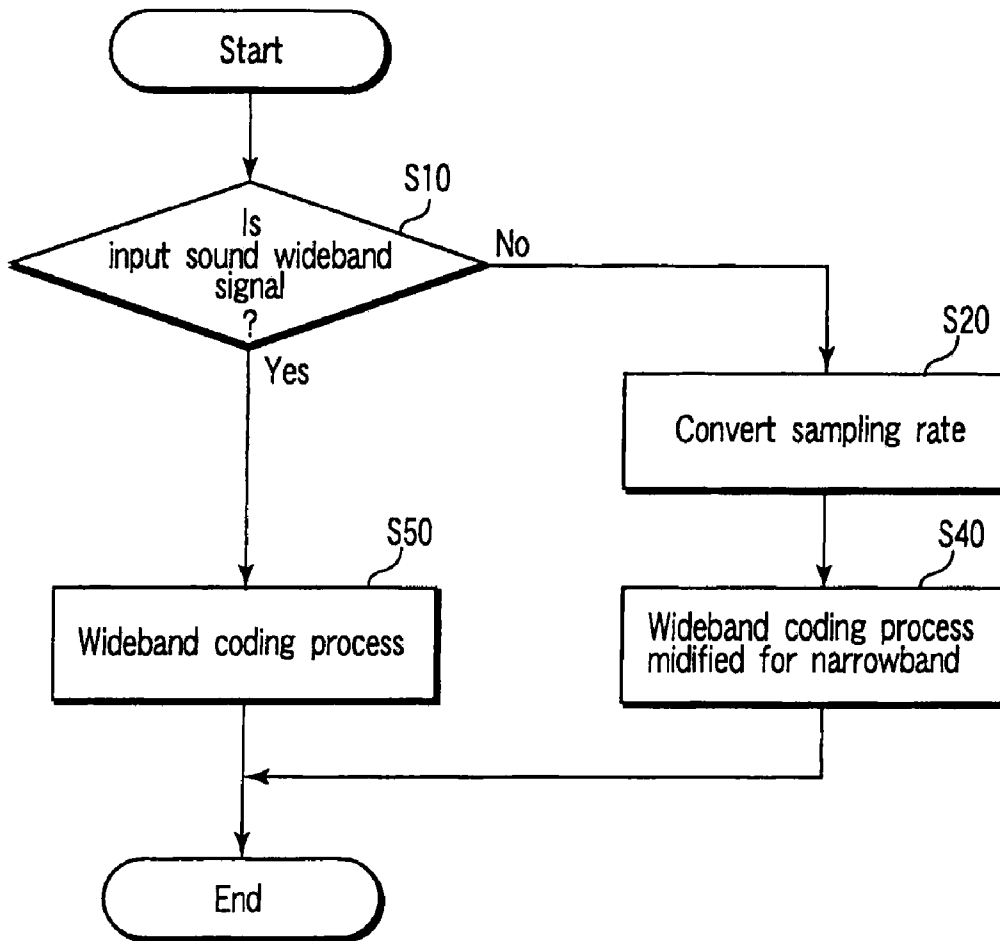 Start
S10
Is
input sound wideband
signal
?
No
Yes
S20
Convert sampling rate
S50
Wideband coding process
S40
Wideband coding process
midified for narrowband
End